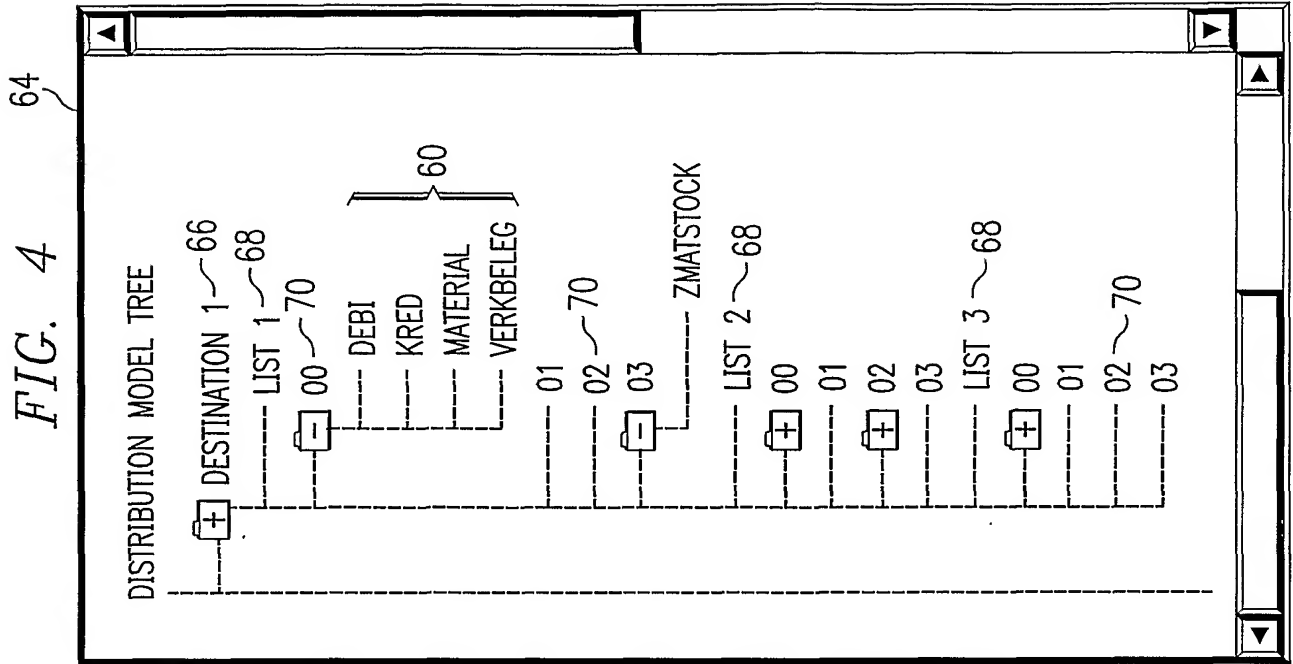 FIG. 4
64
DISTRIBUTION MODEL TREE
+ DESTINATION 1 66
LIST 1 68
- 00 70
DEBI
KRED
MATERIAL
VERKBELEG
60
01
02 70
- 03
ZMATSTOCK
LIST 2 68
+ 00
01
+ 02
03
LIST 3 68
+ 00
01
02 70
03